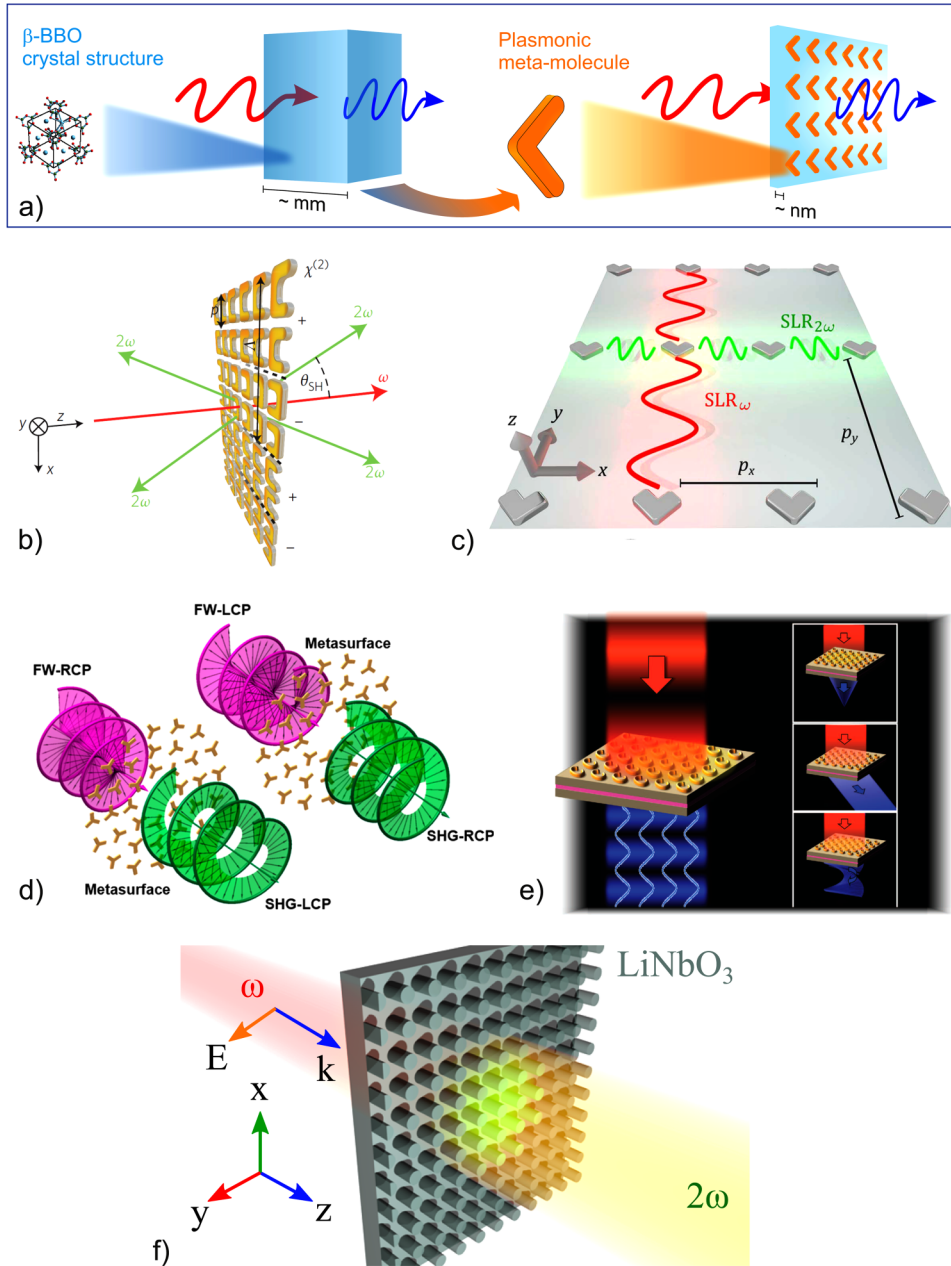 β-BBO
crystal structure
Plasmonic
meta-molecule
~ mm
~ nm
a)
χ(2)
p
Λ
+
2ω
2ω
θSH
ω
y
z
x
−
2ω
2ω
+
−
b)
SLR2ω
SLRω
z
y
x
px
py
c)
FW-LCP
FW-RCP
Metasurface
SHG-RCP
Metasurface
SHG-LCP
d)
e)
LiNbO3
ω
E
k
x
y
z
2ω
f)